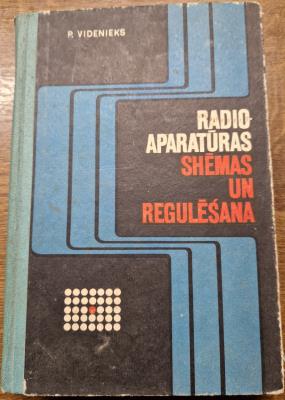 P. VIDENIEKS
RADIO-
APARATŪRAS
SHĒMAS
UN
REGULĒŠANA